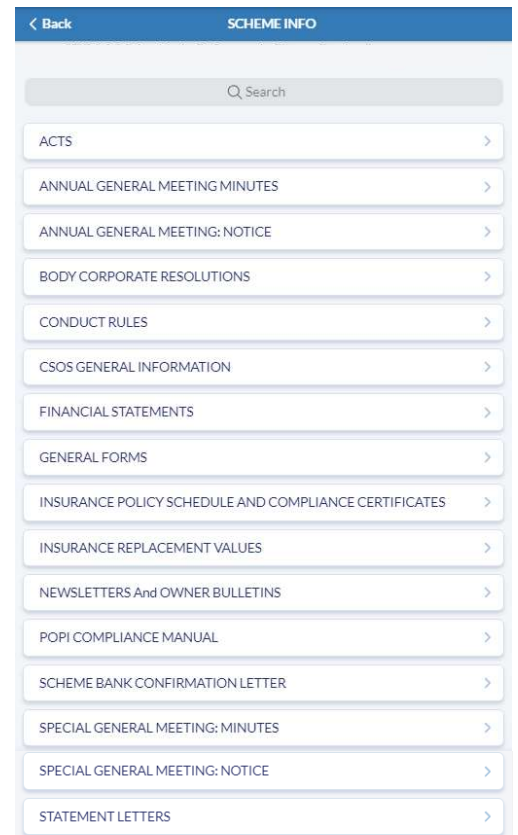 Back
SCHEME INFO
Search
ACTS
ANNUAL GENERAL MEETING MINUTES
ANNUAL GENERAL MEETING: NOTICE
BODY CORPORATE RESOLUTIONS
CONDUCT RULES
CSOS GENERAL INFORMATION
FINANCIAL STATEMENTS
GENERAL FORMS
INSURANCE POLICY SCHEDULE AND COMPLIANCE CERTIFICATES
INSURANCE REPLACEMENT VALUES
NEWSLETTERS And OWNER BULLETINS
POPI COMPLIANCE MANUAL
SCHEME BANK CONFIRMATION LETTER
SPECIAL GENERAL MEETING: MINUTES
SPECIAL GENERAL MEETING: NOTICE
STATEMENT LETTERS